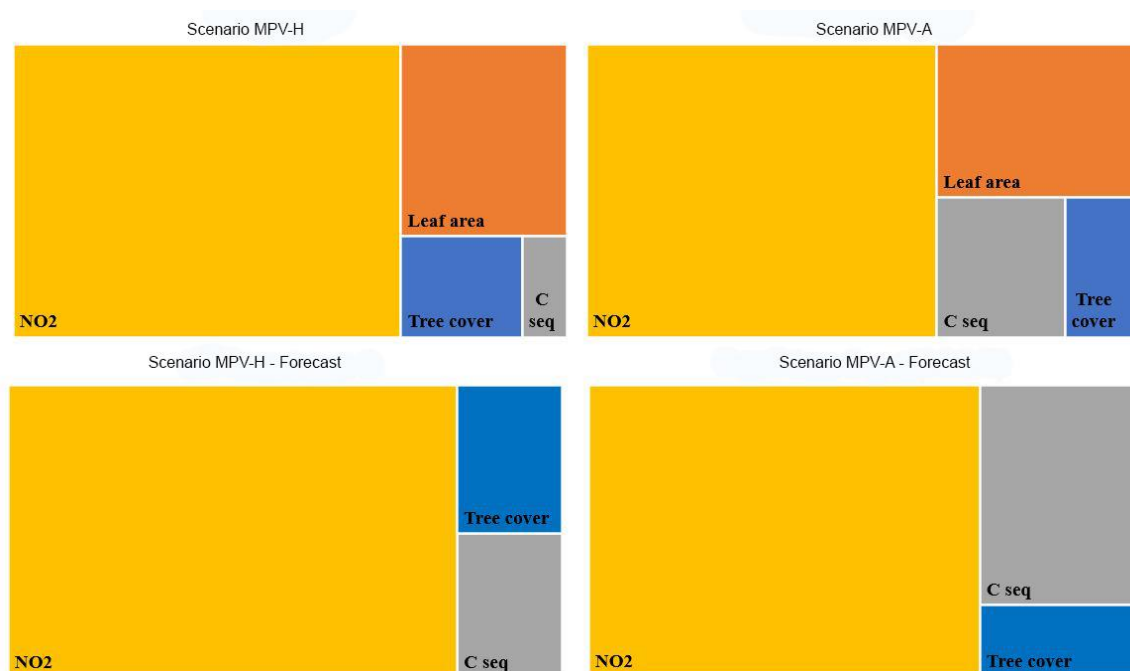 Scenario MPV-H
Leaf area
NO2
Tree cover
C
seq
Scenario MPV-A
Leaf area
NO2
C seq
Tree
cover
Scenario MPV-H - Forecast
Tree cover
NO2
C seq
Scenario MPV-A - Forecast
C seq
NO2
Tree cover